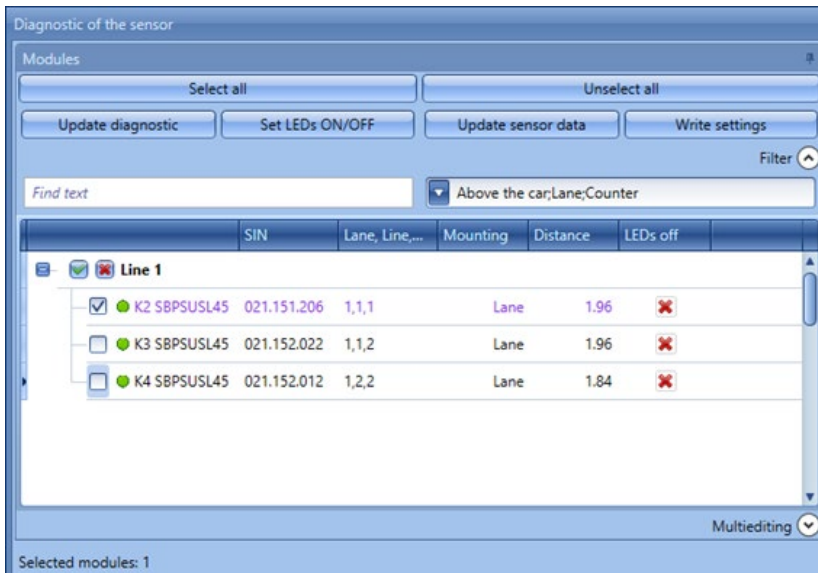 Diagnostic of the sensor
Modules
Select all Unselect all
Update diagnostic Set LEDs ON/OFF Update sensor data Write settings
Filter
Find text Above the car;Lane;Counter
SIN Lane, Line,... Mounting Distance LEDs off
Line 1
K2 SBPSUSL45 021.151.206 1,1,1 Lane 1.96
K3 SBPSUSL45 021.152.022 1,1,2 Lane 1.96
K4 SBPSUSL45 021.152.012 1,2,2 Lane 1.84
Multiediting
Selected modules: 1